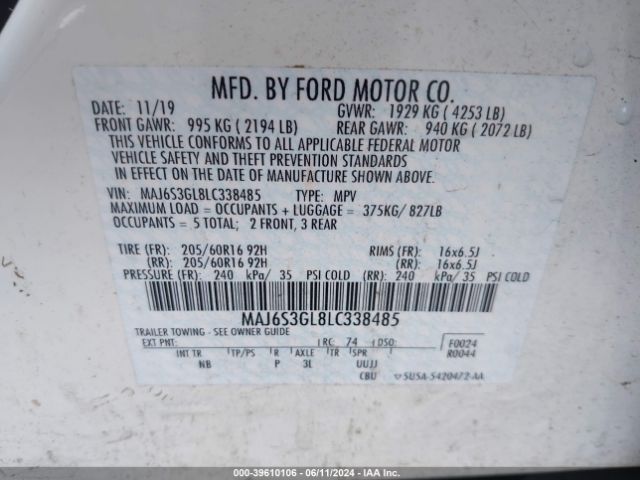 MFD. BY FORD MOTOR CO.
DATE: 11/19 GVWR: 1929 KG ( 4253 LB)
FRONT GAWR: 995 KG ( 2194 LB) REAR GAWR: 940 KG ( 2072 LB)
THIS VEHICLE CONFORMS TO ALL APPLICABLE FEDERAL MOTOR
VEHICLE SAFETY AND THEFT PREVENTION STANDARDS
IN EFFECT ON THE DATE OF MANUFACTURE SHOWN ABOVE.
VIN: MAJ6S3GL8LC338485 TYPE: MPV
MAXIMUM LOAD = OCCUPANTS + LUGGAGE = 375KG/ 827LB
OCCUPANTS = 5 TOTAL; 2 FRONT, 3 REAR
TIRE (FR): 205/60R16 92H RIMS (FR): 16x6.5J
(RR): 205/60R16 92H (RR): 16x6.5J
PRESSURE (FR): 240 kPa/ 35 PSI COLD (RR): 240 kPa/ 35 PSI COLD
MAJ6S3GL8LC338485
TRAILER TOWING - SEE OWNER GUIDE
EXT PNT: RC: 74 DSO: F0024
INT TR TP/PS R AXLE TR SPR R0044
NB P 3L UUJJ
CBU 5U5A-5420472-AA
000-39610106 - 06/11/2024 - IAA Inc.